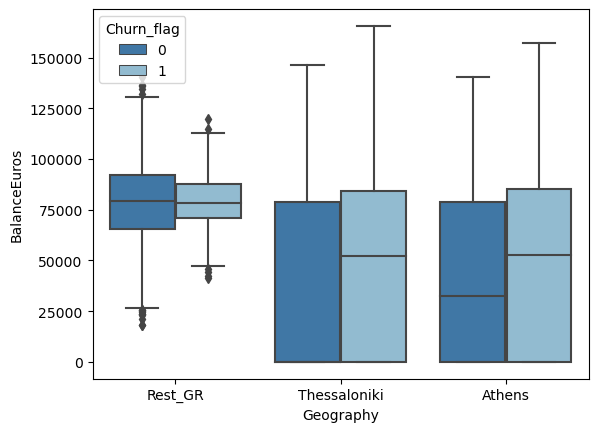 Churn_flag
0
1
150000
125000
100000
75000
50000
25000
0
BalanceEuros
Rest_GR Thessaloniki Athens
Geography